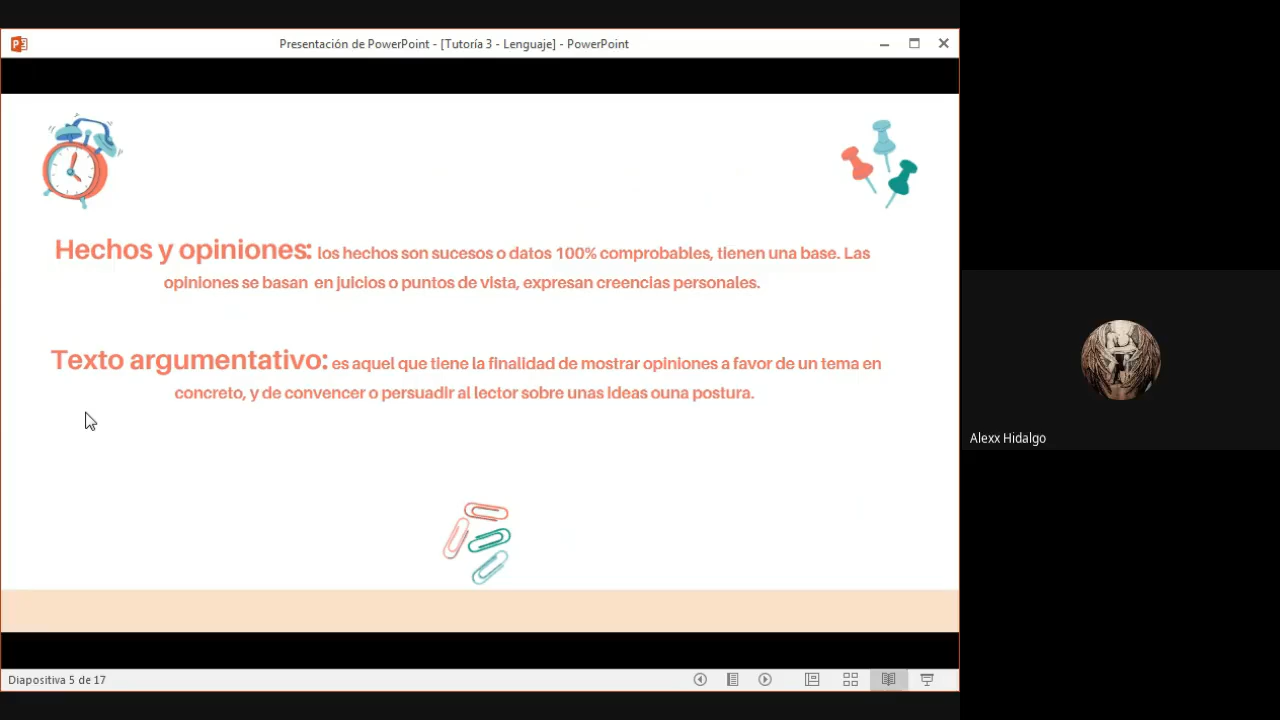 Presentación de PowerPoint - [Tutoría 3 - Lenguaje] - PowerPoint
Hechos y opiniones: los hechos son sucesos o datos 100% comprobables, tienen una base. Las
opiniones se basan en juicios o puntos de vista, expresan creencias personales.
Texto argumentativo: es aquel que tiene la finalidad de mostrar opiniones a favor de un tema en
concreto, y de convencer o persuadir al lector sobre unas ideas ouna postura.
Alexx Hidalgo
Diapositiva 5 de 17